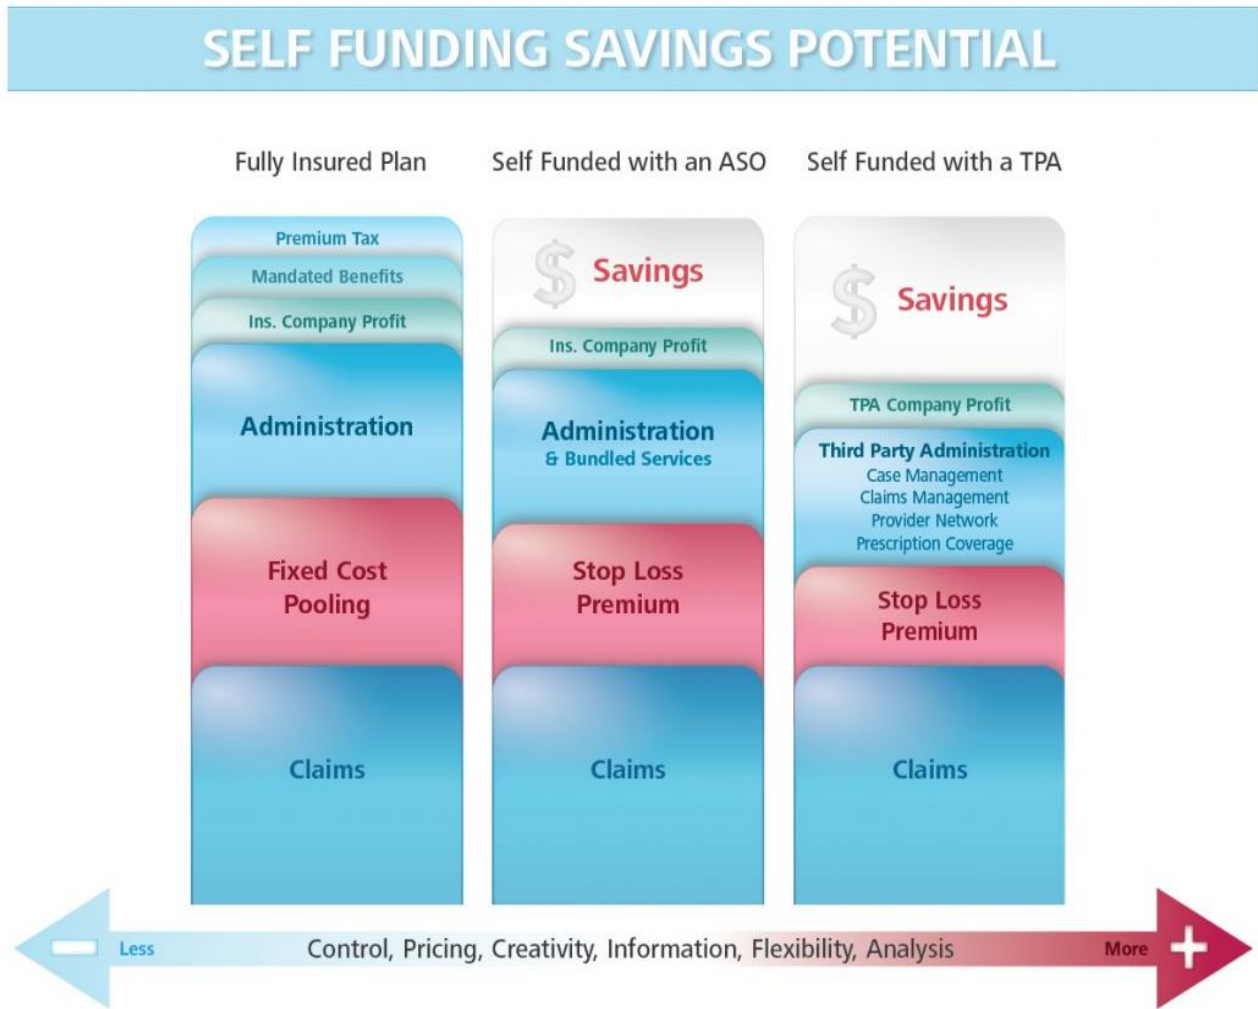 SELF FUNDING SAVINGS POTENTIAL
Fully Insured Plan
Premium Tax
Mandated Benefits
Ins. Company Profit
Administration
Fixed Cost
Pooling
Claims
Self Funded with an ASO
$ Savings
Ins. Company Profit
Administration
& Bundled Services
Stop Loss
Premium
Claims
Self Funded with a TPA
$ Savings
TPA Company Profit
Third Party Administration
Case Management
Claims Management
Provider Network
Prescription Coverage
Stop Loss
Premium
Claims
− Less Control, Pricing, Creativity, Information, Flexibility, Analysis More +